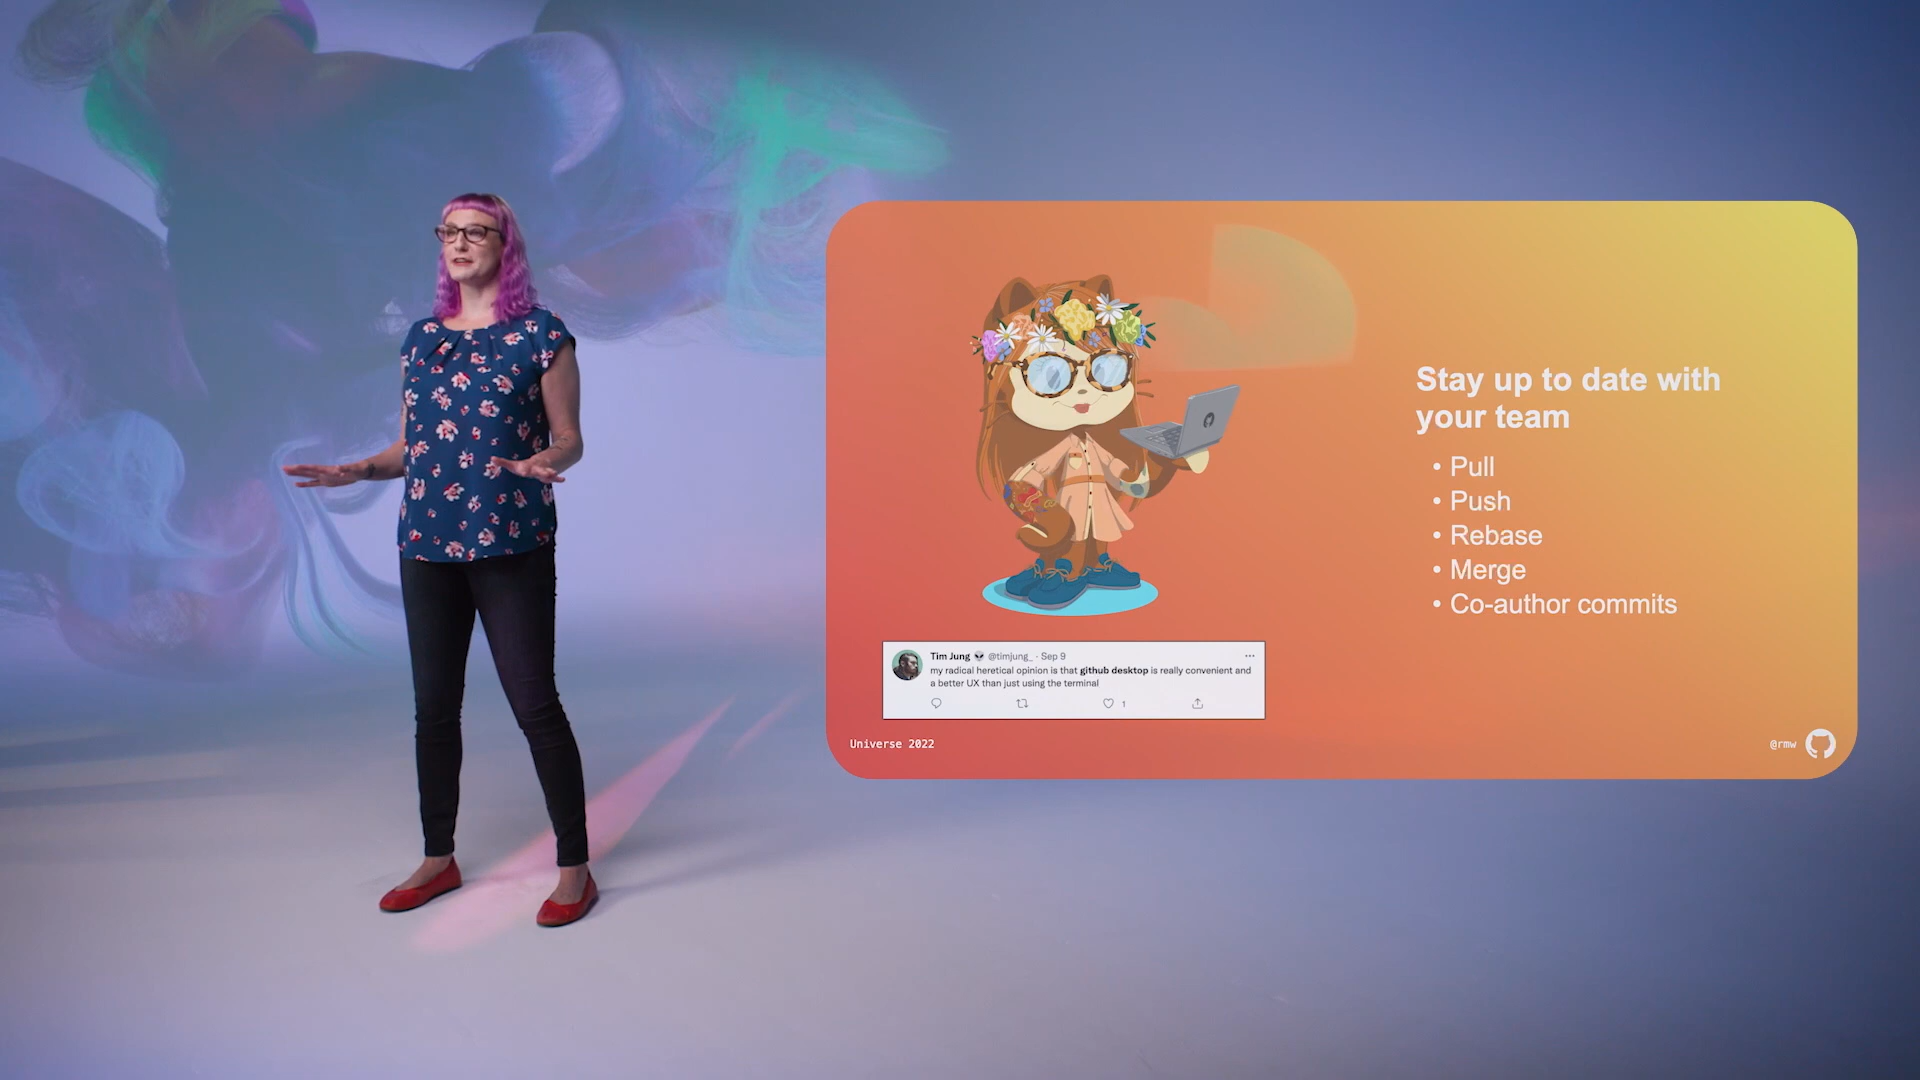 Stay up to date with
your team
• Pull
• Push
• Rebase
• Merge
• Co-author commits
Tim Jung 👽 @timjung_ · Sep 9
my radical heretical opinion is that github desktop is really convenient and
a better UX than just using the terminal
1
Universe 2022
@rmw